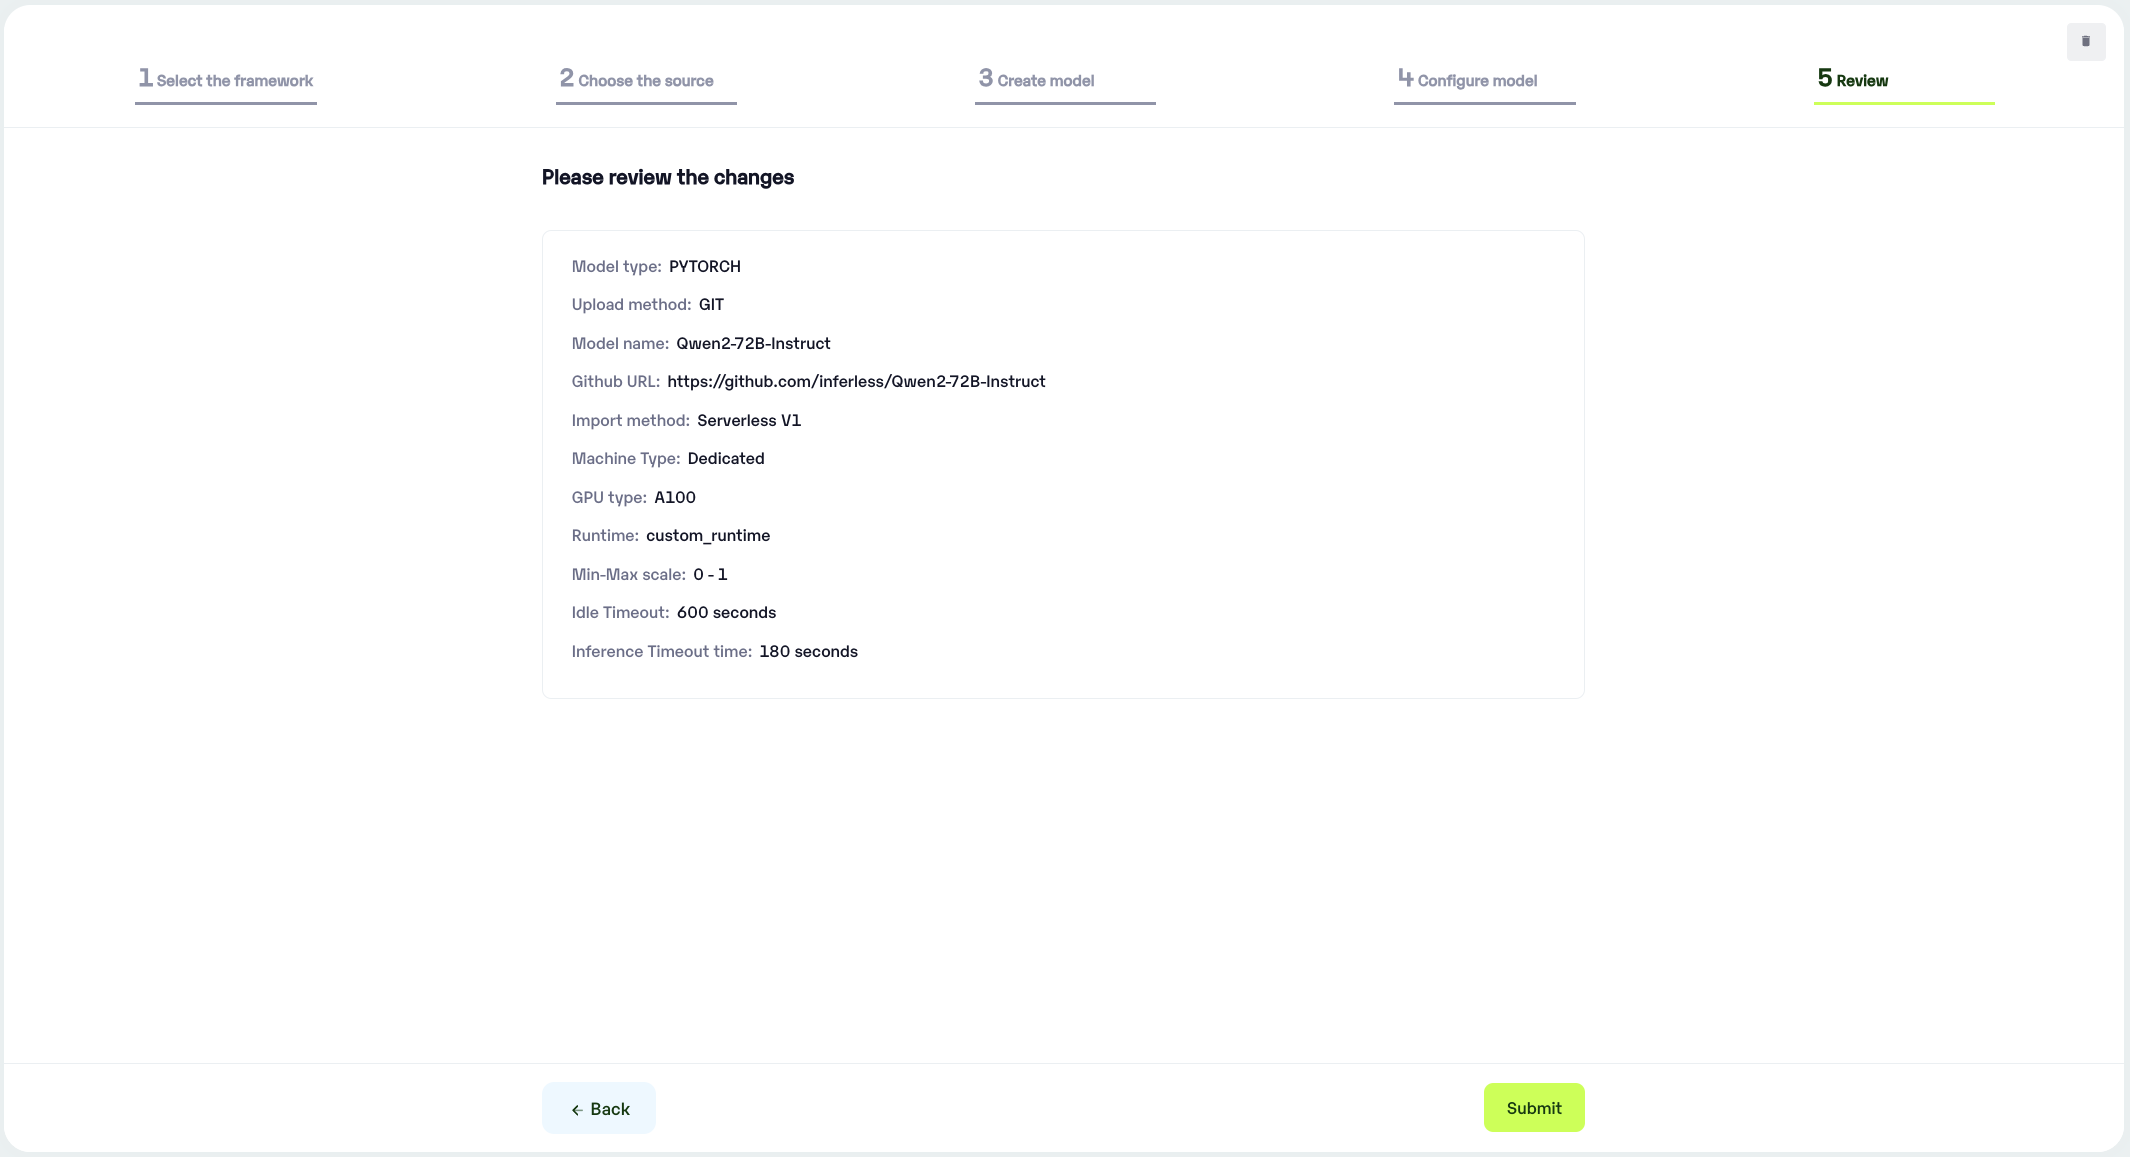 1 Select the framework
2 Choose the source
3 Create model
4 Configure model
5 Review
Please review the changes
Model type: PYTORCH
Upload method: GIT
Model name: Qwen2-72B-Instruct
Github URL: https://github.com/inferless/Qwen2-72B-Instruct
Import method: Serverless V1
Machine Type: Dedicated
GPU type: A100
Runtime: custom_runtime
Min-Max scale: 0 - 1
Idle Timeout: 600 seconds
Inference Timeout time: 180 seconds
← Back
Submit